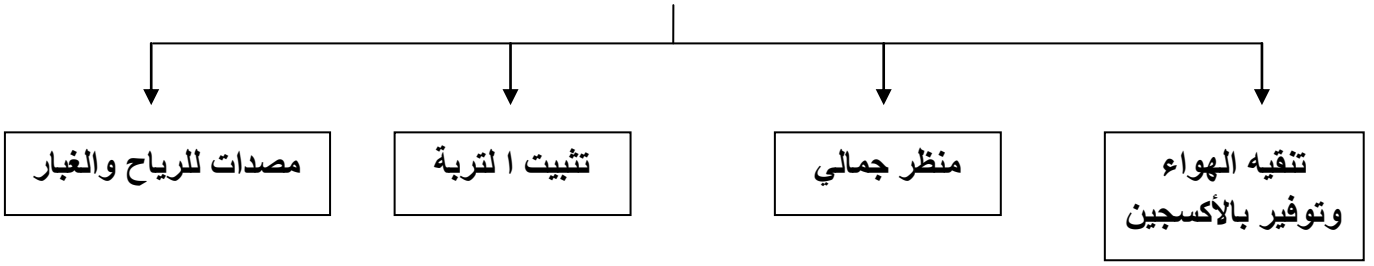 تنقيه الهواء
وتوفير بالأكسجين
منظر جمالي
تثبيت ا لتربة
مصدات للرياح والغبار